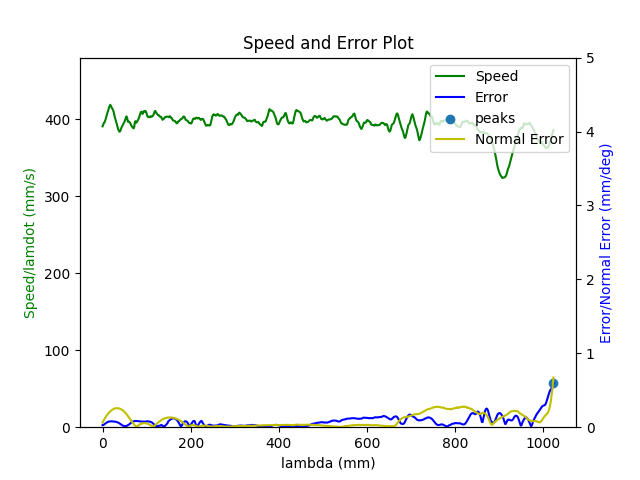 Speed and Error Plot
Speed
Error
peaks
Normal Error
Speed/lamdot (mm/s)
400
300
200
100
0
5
4
3
2
1
0
Error/Normal Error (mm/deg)
0 200 400 600 800 1000
lambda (mm)